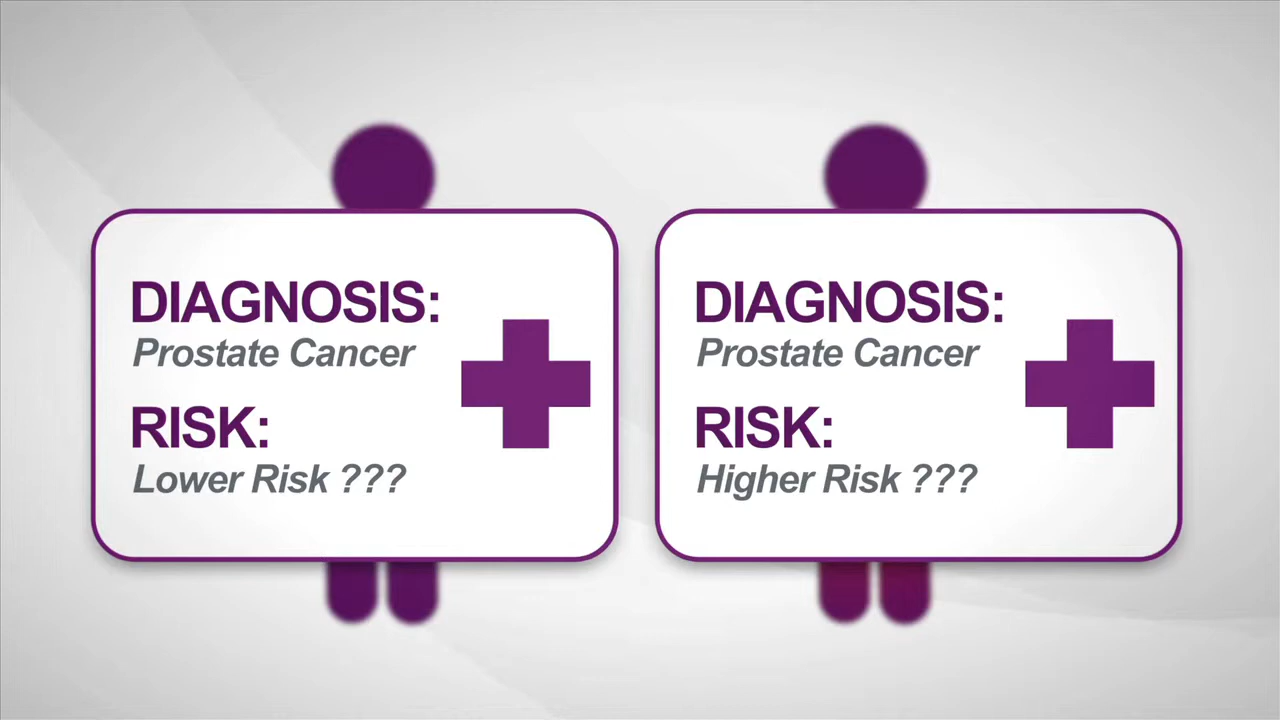 DIAGNOSIS:
Prostate Cancer
RISK:
Lower Risk ???
DIAGNOSIS:
Prostate Cancer
RISK:
Higher Risk ???